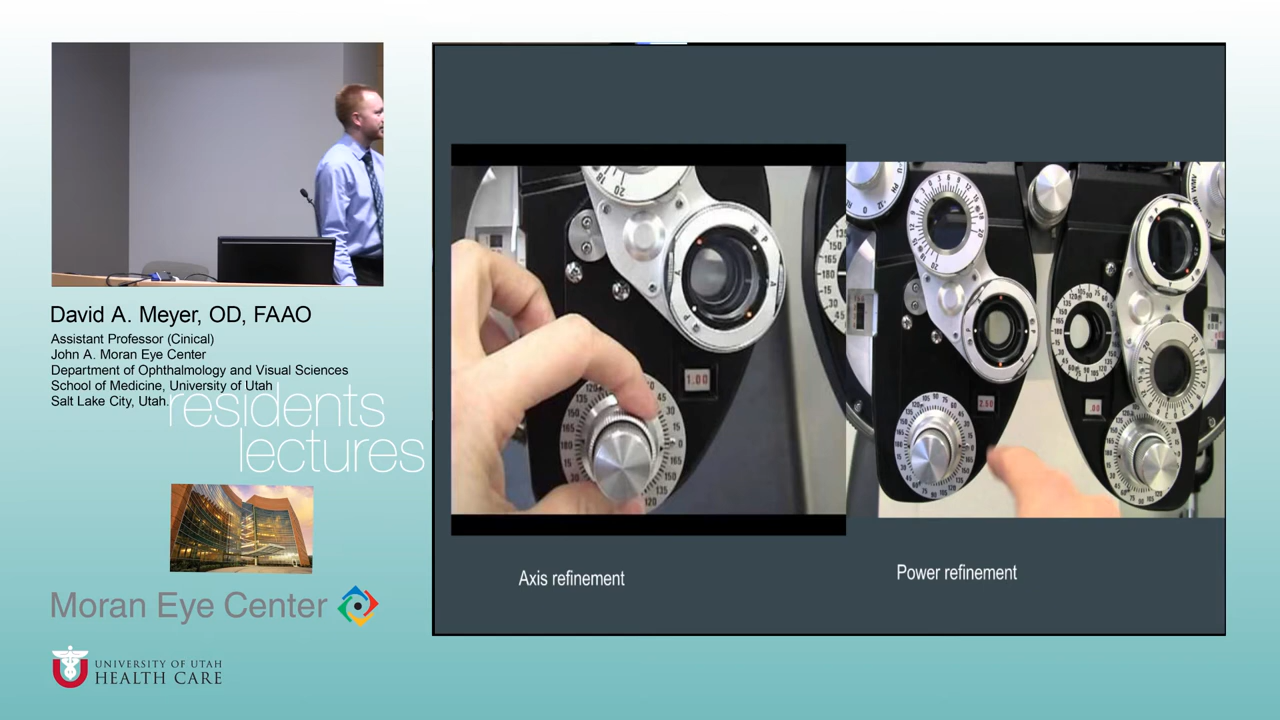 David A. Meyer, OD, FAAO
Assistant Professor (Cinical)
John A. Moran Eye Center
Department of Ophthalmology and Visual Sciences
School of Medicine, University of Utah
Salt Lake City, Utah.
residents
lectures
Moran Eye Center
UNIVERSITY OF UTAH
HEALTH CARE
1.00
Axis refinement
Power refinement